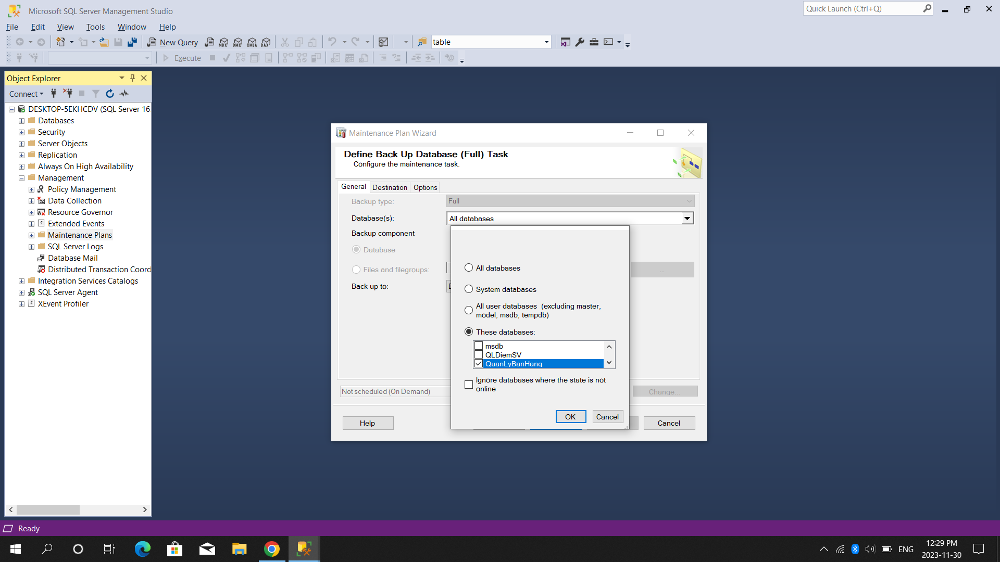 Microsoft SQL Server Management Studio
Quick Launch (Ctrl+Q)
File Edit View Tools Window Help
New Query MDX DMX XMLA DAX table
Execute
Object Explorer
Connect
DESKTOP-5EKHCDV (SQL Server 16
Databases
Security
Server Objects
Replication
Always On High Availability
Management
Policy Management
Data Collection
Resource Governor
Extended Events
Maintenance Plans
SQL Server Logs
Database Mail
Distributed Transaction Coord
Integration Services Catalogs
SQL Server Agent
XEvent Profiler
Maintenance Plan Wizard
Define Back Up Database (Full) Task
Configure the maintenance task.
General Destination Options
Backup type: Full
Database(s): All databases
Backup component
Database
Files and filegroups:
...
Back up to:
All databases
System databases
All user databases (excluding master,
model, msdb, tempdb)
These databases:
msdb
QLDiemSV
QuanLyBanHang
Ignore databases where the state is not
online
OK Cancel
Not scheduled (On Demand)
Change...
Help
Cancel
Ready
ENG
12:29 PM
2023-11-30